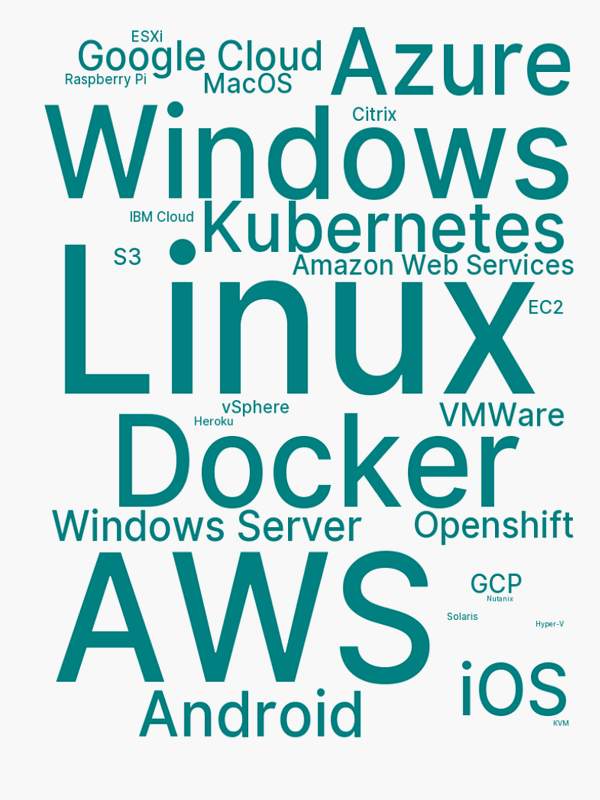 ESXi
Google Cloud
Azure
Raspberry Pi
MacOS
Windows
Citrix
IBM Cloud
Kubernetes
S3
Amazon Web Services
Linux
EC2
vSphere
VMWare
Heroku
Docker
Windows Server
Openshift
AWS
GCP
Nutanix
Solaris
Hyper-V
iOS
Android
KVM